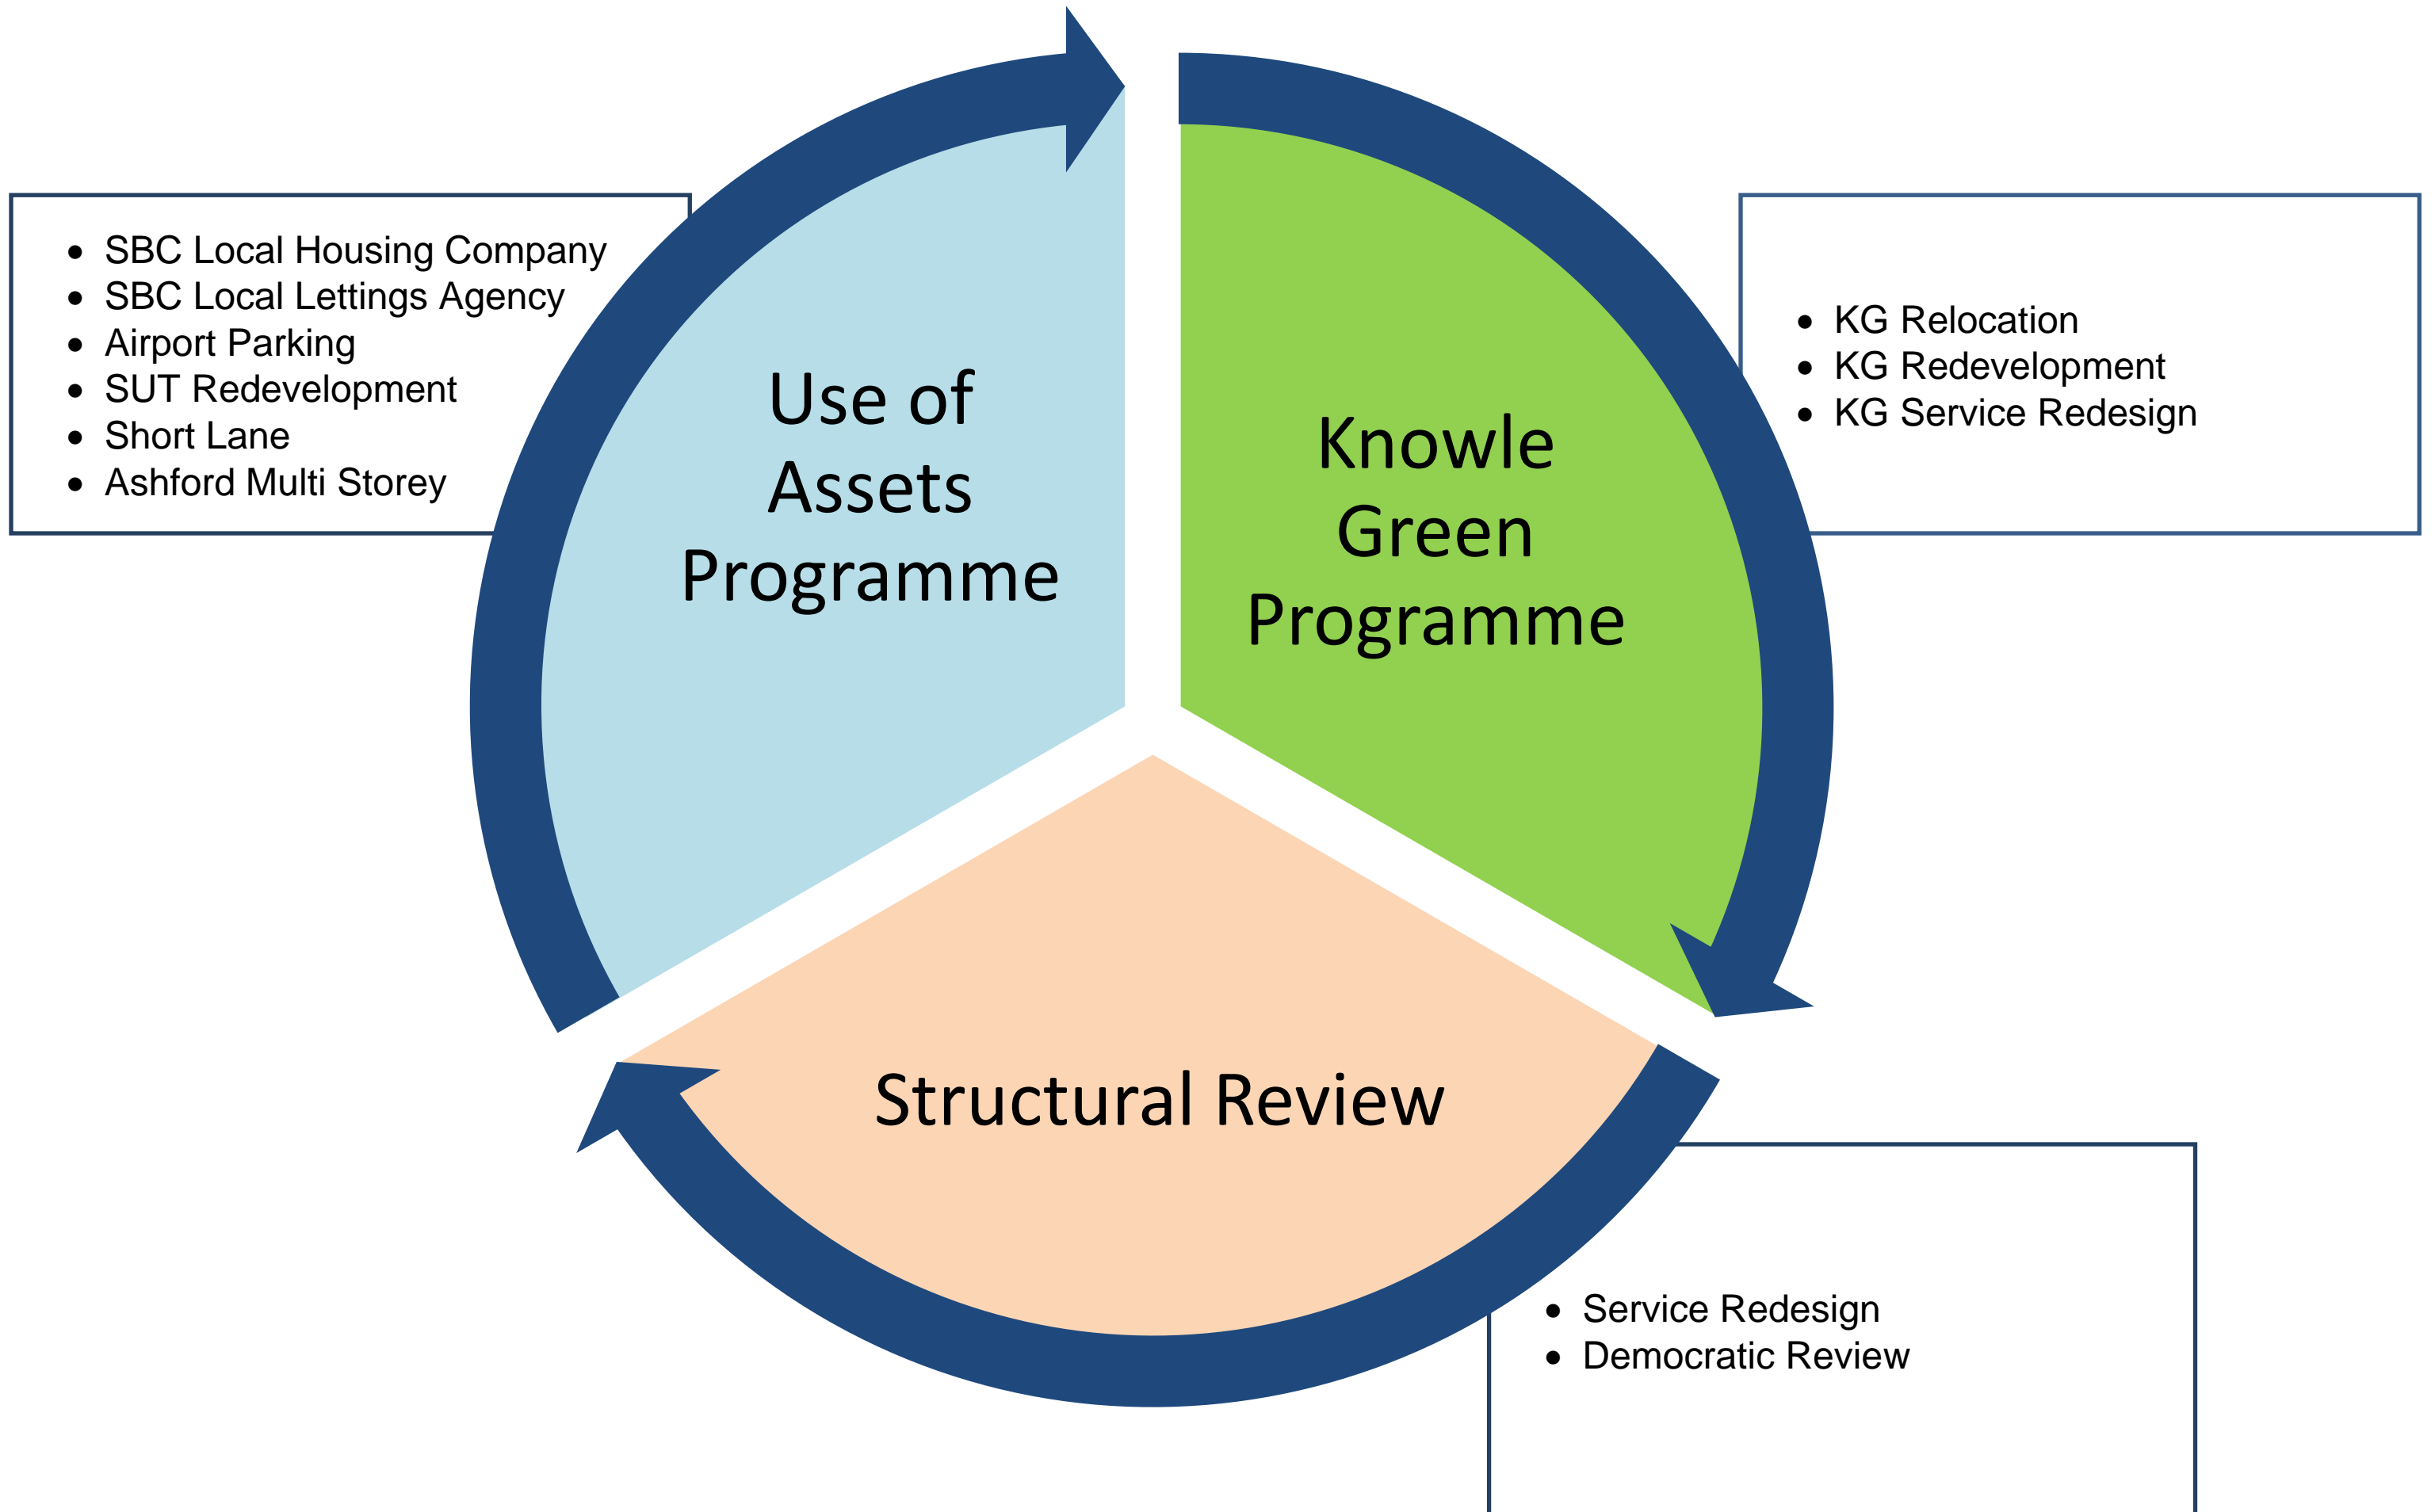 • SBC Local Housing Company
• SBC Local Lettings Agency
• Airport Parking
• SUT Redevelopment
• Short Lane
• Ashford Multi Storey
Use of
Assets
Programme
Knowle
Green
Programme
• KG Relocation
• KG Redevelopment
• KG Service Redesign
Structural Review
• Service Redesign
• Democratic Review